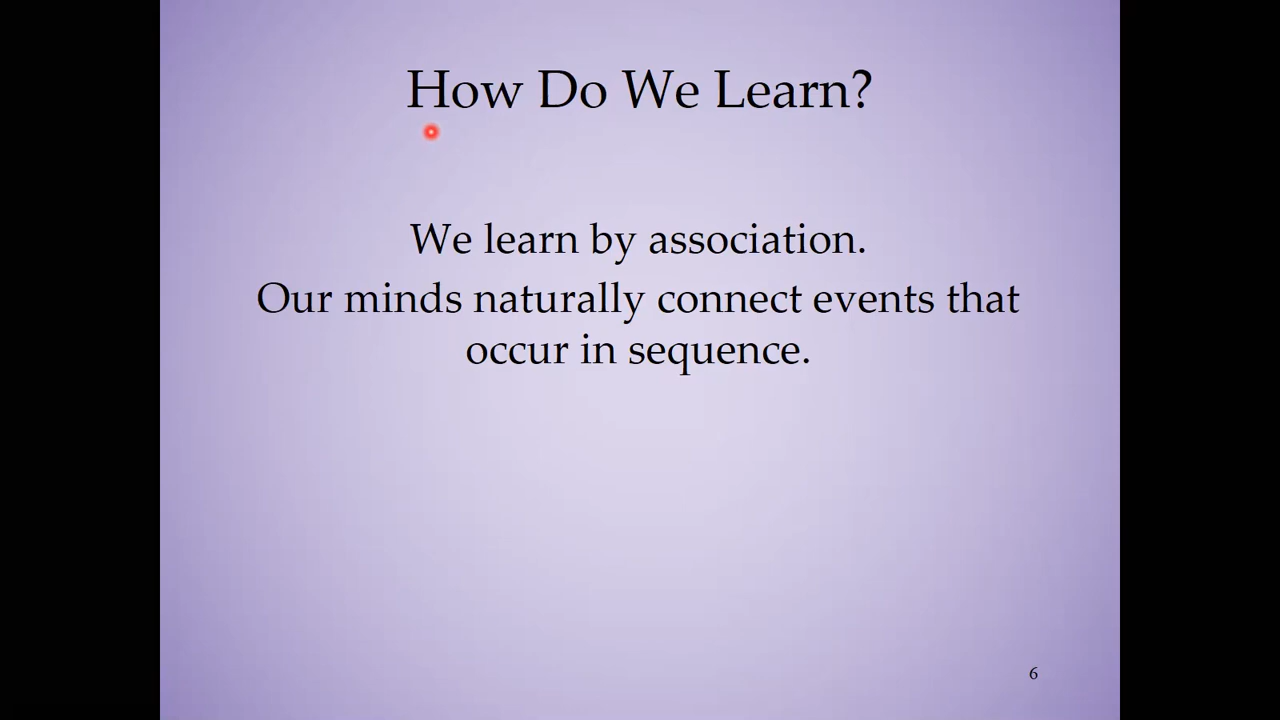 How Do We Learn?
We learn by association.
Our minds naturally connect events that
occur in sequence.
6